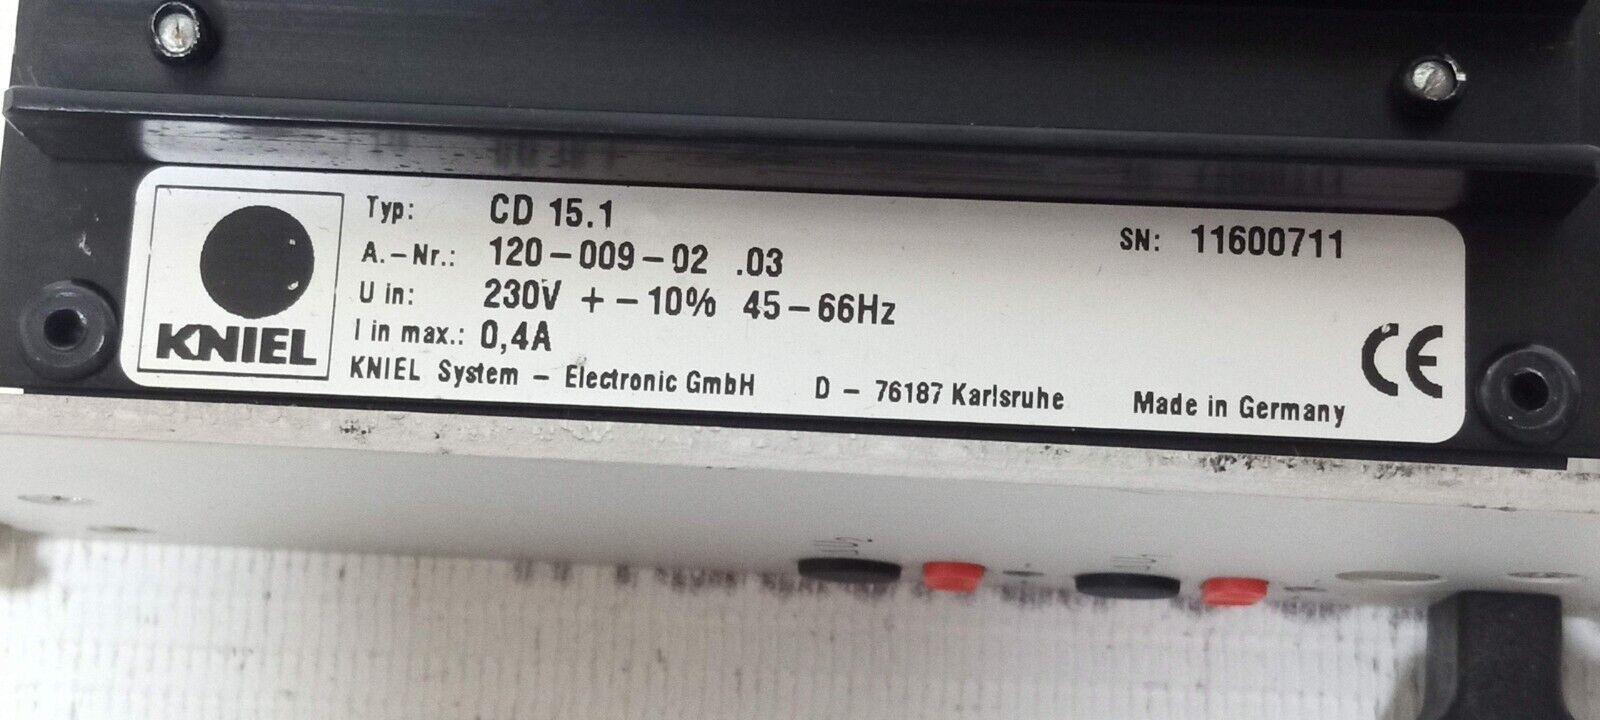 KNIEL
Typ: CD 15.1
A.-Nr.: 120-009-02 .03
SN: 11600711
U in: 230V + - 10% 45-66Hz
I in max.: 0,4A
KNIEL System - Electronic GmbH D - 76187 Karlsruhe Made in Germany
CE